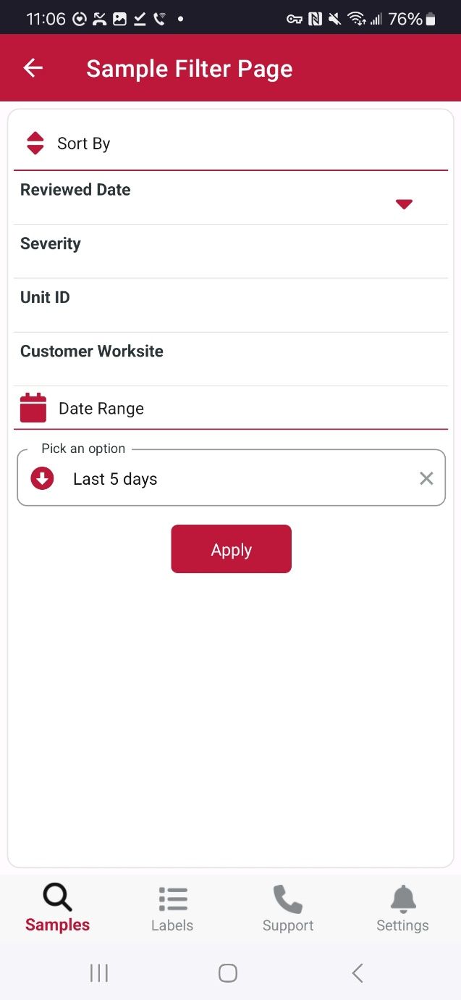 11:06 76%
Sample Filter Page
Sort By
Reviewed Date
Severity
Unit ID
Customer Worksite
Date Range
Pick an option
Last 5 days
Apply
Samples Labels Support Settings